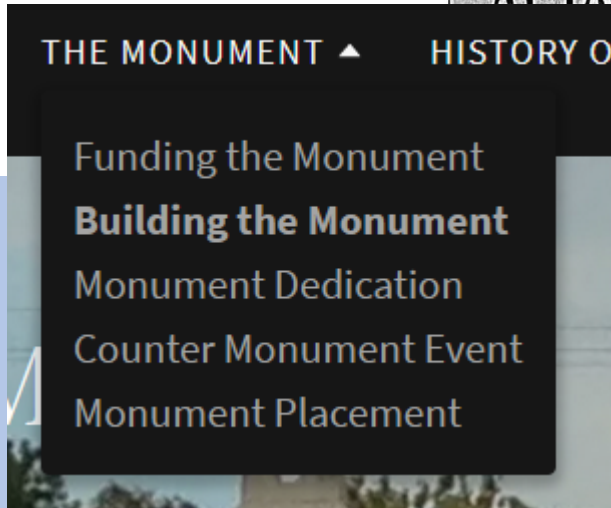 THE MONUMENT ▲ HISTORY O
Funding the Monument
Building the Monument
Monument Dedication
Counter Monument Event
Monument Placement